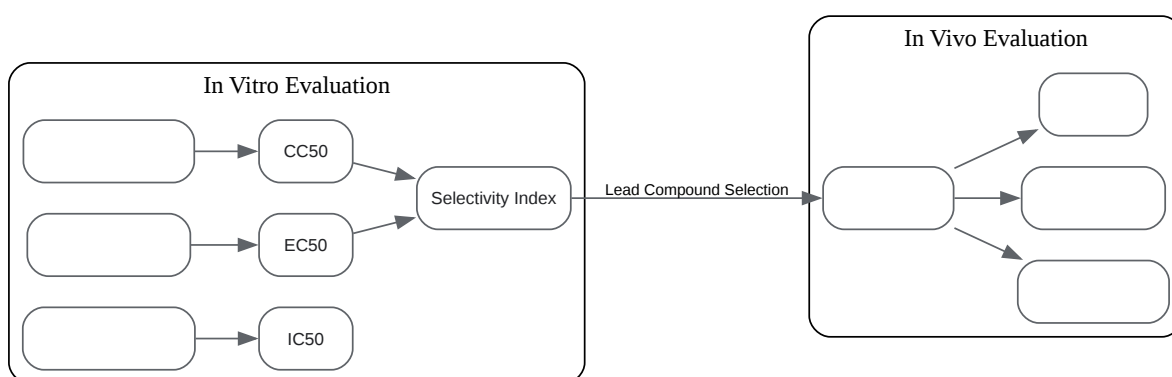 In Vivo Evaluation
In Vitro Evaluation
CC50
Selectivity Index
Lead Compound Selection
EC50
IC50